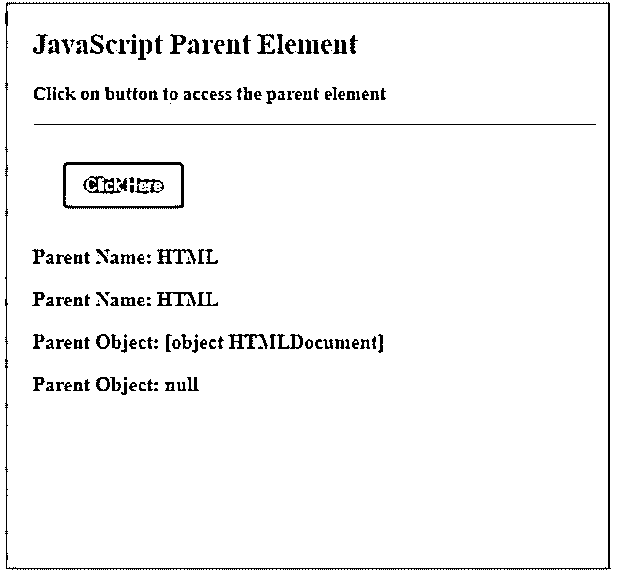 JavaScript Parent Element
Click on button to access the parent element
Click Here
Parent Name: HTML
Parent Name: HTML
Parent Object: [object HTMLDocument]
Parent Object: null